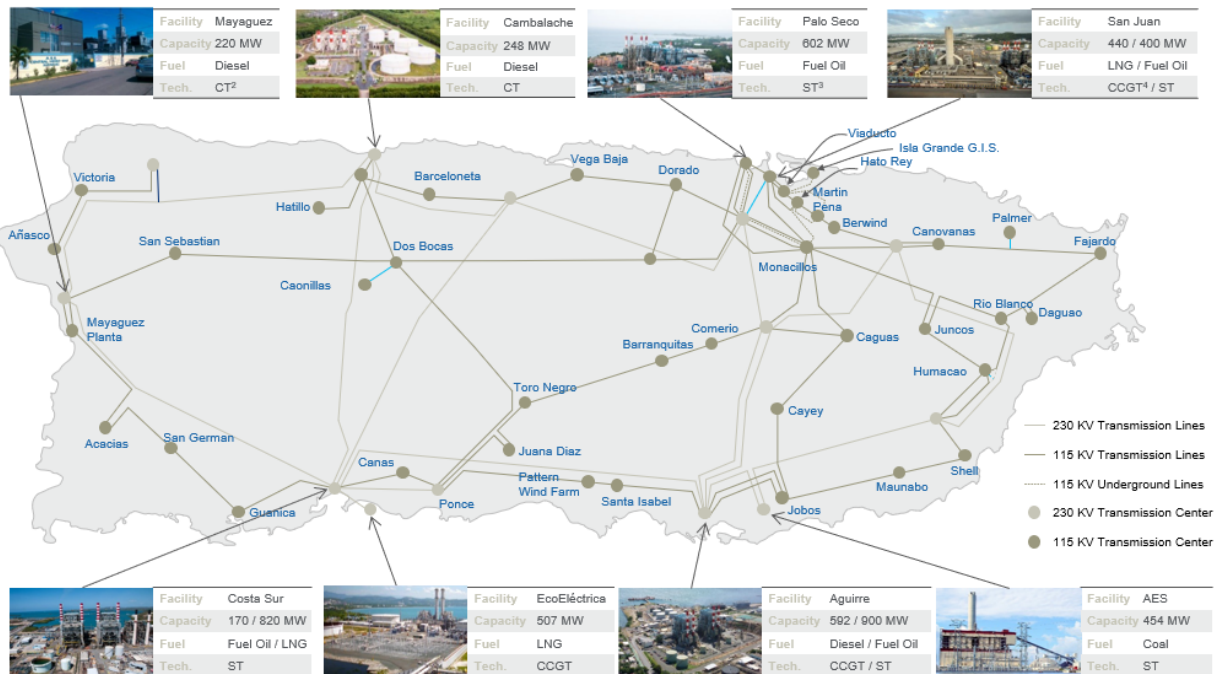 Facility Mayaguez
Capacity 220 MW
Fuel Diesel
Tech. CT²
Facility Cambalache
Capacity 248 MW
Fuel Diesel
Tech. CT
Facility Palo Seco
Capacity 602 MW
Fuel Fuel Oil
Tech. ST³
Facility San Juan
Capacity 440 / 400 MW
Fuel LNG / Fuel Oil
Tech. CCGT⁴ / ST
Viaducto
Isla Grande G.I.S.
Hato Rey
Vega Baja
Dorado
Victoria
Barceloneta
Martin
Pena
Hatillo
Berwind
Palmer
Añasco
San Sebastian
Dos Bocas
Canovanas
Fajardo
Monacillos
Caonillas
Rio Blanco
Daguao
Mayaguez
Planta
Comerio
Barranquitas
Caguas
Juncos
Humacao
Toro Negro
Cayey
Acacias
San German
Juana Diaz
Canas
Pattern
Wind Farm
Santa Isabel
Shell
Maunabo
Guanica
Ponce
Jobos
230 KV Transmission Lines
115 KV Transmission Lines
115 KV Underground Lines
230 KV Transmission Center
115 KV Transmission Center
Facility Costa Sur
Capacity 170 / 820 MW
Fuel Fuel Oil / LNG
Tech. ST
Facility EcoEléctrica
Capacity 507 MW
Fuel LNG
Tech. CCGT
Facility Aguirre
Capacity 592 / 900 MW
Fuel Diesel / Fuel Oil
Tech. CCGT / ST
Facility AES
Capacity 454 MW
Fuel Coal
Tech. ST